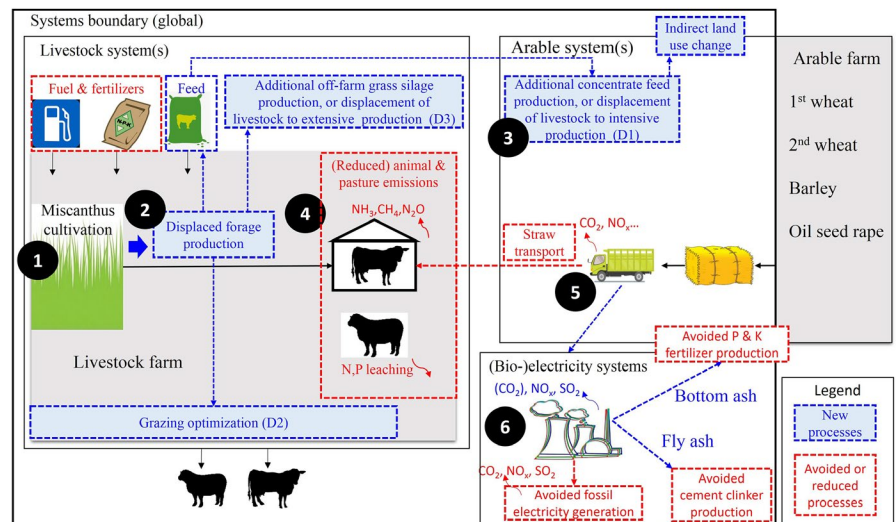 Systems boundary (global)
Livestock system(s)
Fuel & fertilizers
N-P-K
Feed
Additional off-farm grass silage
production, or displacement of
livestock to extensive production (D3)
Miscanthus
cultivation
1
2
Displaced forage
production
4
(Reduced) animal &
pasture emissions
NH₃,CH₄,N₂O
N,P leaching
Livestock farm
Grazing optimization (D2)
Arable system(s)
Indirect land
use change
3
Additional concentrate feed
production, or displacement
of livestock to intensive
production (D1)
Straw
transport
CO₂, NOₓ...
5
Arable farm
1st wheat
2nd wheat
Barley
Oil seed rape
(Bio-)electricity systems
(CO₂), NOₓ, SO₂
6
CO₂, NOₓ, SO₂
Avoided fossil
electricity generation
Avoided P & K
fertilizer production
Bottom ash
Fly ash
Avoided
cement clinker
production
Legend
New
processes
Avoided or
reduced
processes